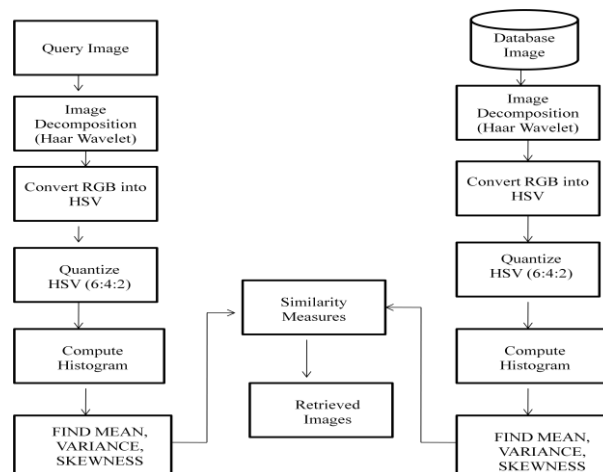 Query Image
Image
Decomposition
(Haar Wavelet)
Convert RGB into
HSV
Quantize
HSV (6:4:2)
Compute
Histogram
FIND MEAN,
VARIANCE,
SKEWNESS
Similarity
Measures
Retrieved
Images
Database
Image
Image
Decomposition
(Haar Wavelet)
Convert RGB into
HSV
Quantize
HSV (6:4:2)
Compute
Histogram
FIND MEAN,
VARIANCE,
SKEWNESS